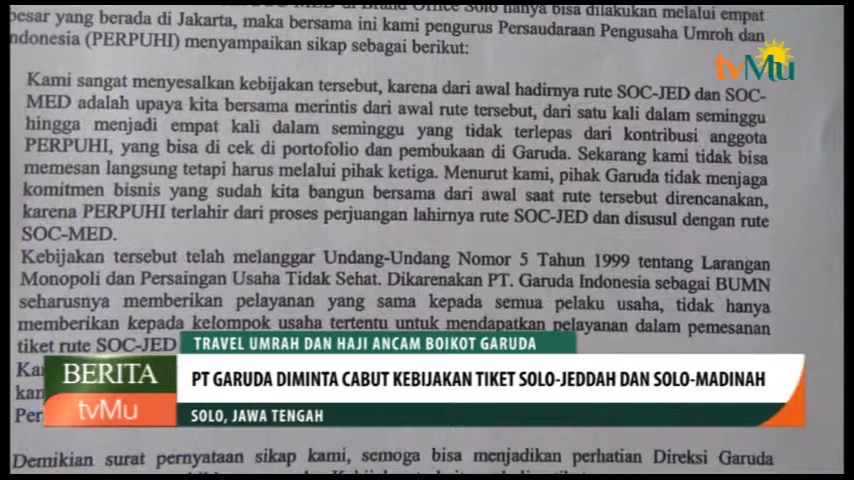 Brand Office Solo hanya bisa dilakukan melalui empat
besar yang berada di Jakarta, maka bersama ini kami pengurus Persaudaraan Pengusaha Umroh dan
ndonesia (PERPUHI) menyampaikan sikap sebagai berikut:
tvMu
Kami sangat menyesalkan kebijakan tersebut, karena dari awal hadirnya rute SOC-JED dan SOC-
MED adalah upaya kita bersama merintis dari awal rute tersebut, dari satu kali dalam seminggu
hingga menjadi empat kali dalam seminggu yang tidak terlepas dari kontribusi anggota
PERPUHI, yang bisa di cek di portofolio dan pembukaan di Garuda. Sekarang kami tidak bisa
memesan langsung tetapi harus melalui pihak ketiga. Menurut kami, pihak Garuda tidak menjaga
komitmen bisnis yang sudah kita bangun bersama dari awal saat rute tersebut direncanakan,
karena PERPUHI terlahir dari proses perjuangan lahirnya rute SOC-JED dan disusul dengan rute
SOC-MED.
Kebijakan tersebut telah melanggar Undang-Undang Nomor 5 Tahun 1999 tentang Larangan
Monopoli dan Persaingan Usaha Tidak Sehat. Dikarenakan PT. Garuda Indonesia sebagai BUMN
seharusnya memberikan pelayanan yang sama kepada semua pelaku usaha, tidak hanya
memberikan kepada kelompok usaha tertentu untuk mendapatkan pelayanan dalam pemesanan
tiket rute SOC-JED
TRAVEL UMRAH DAN HAJI ANCAM BOIKOT GARUDA
BERITA
tvMu
PT GARUDA DIMINTA CABUT KEBIJAKAN TIKET SOLO-JEDDAH DAN SOLO-MADINAH
SOLO, JAWA TENGAH
Demikian surat pernyataan sikap kami, semoga bisa menjadikan perhatian Direksi Garuda